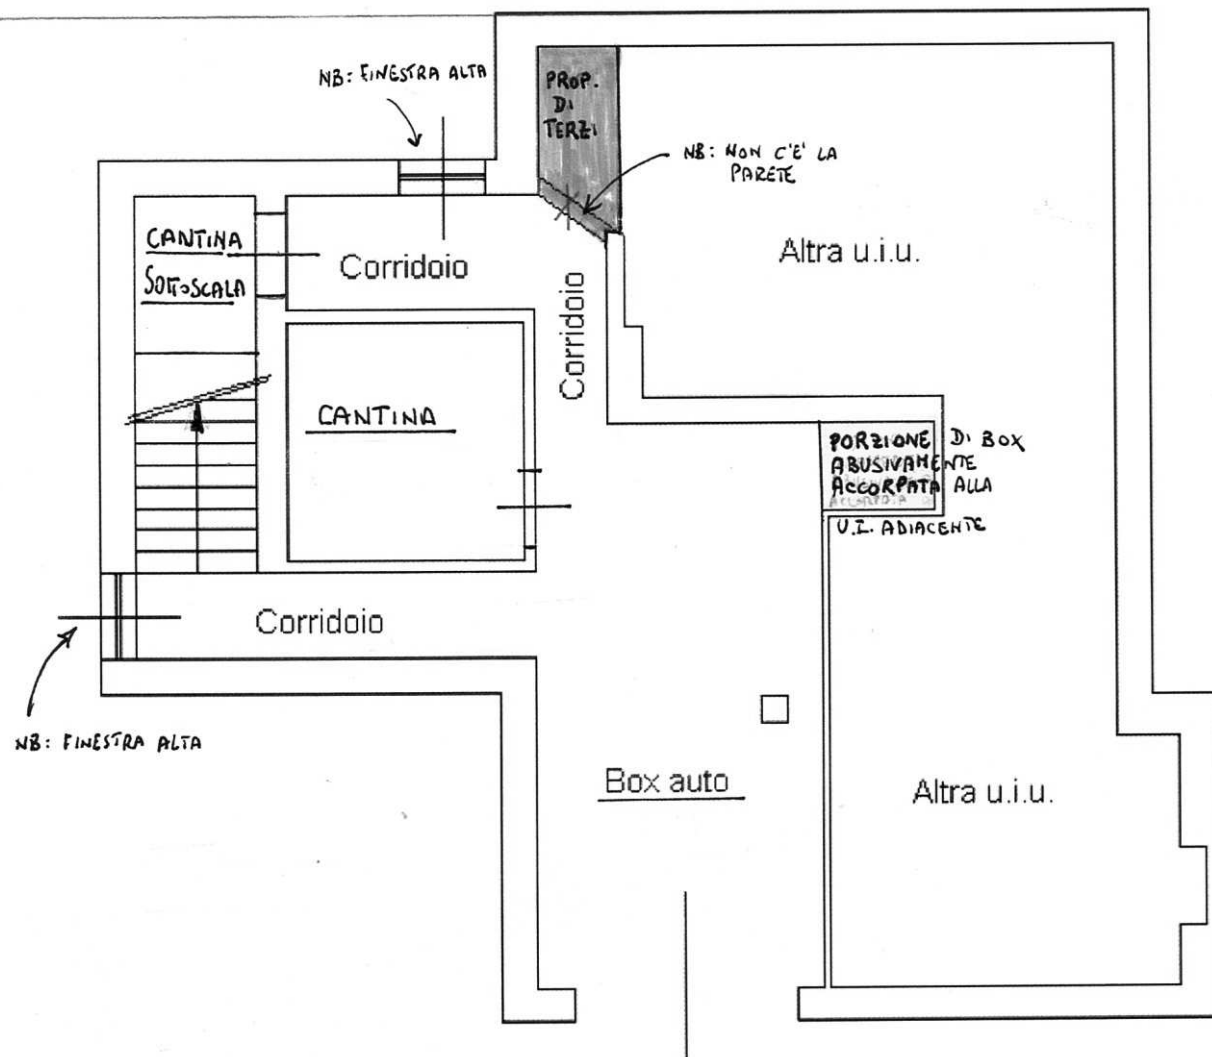 NB: FINESTRA ALTA
PROP.
DI
TERZI
NB: NON C'E' LA
PARETE
CANTINA
SOTTOSCALA
Corridoio
Altra u.i.u.
Corridoio
CANTINA
PORZIONE DI BOX
ABUSIVAMENTE
ACCORPATA ALLA
U.I. ADIACENTE
Corridoio
NB: FINESTRA ALTA
Box auto
Altra u.i.u.